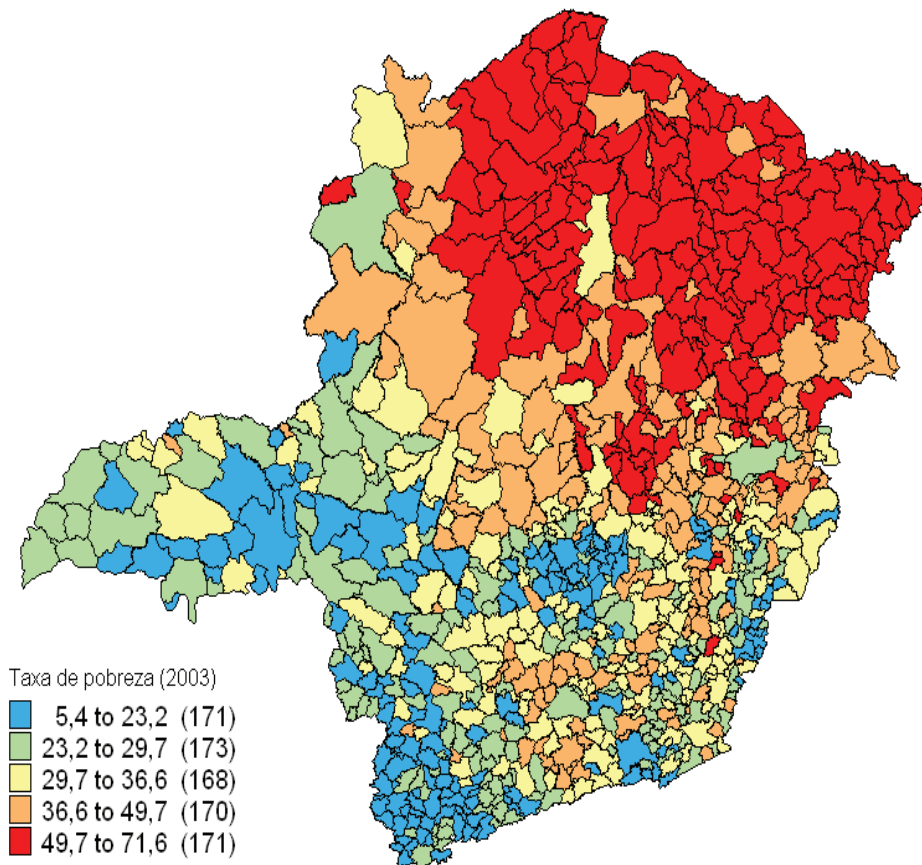 Taxa de pobreza (2003)
5,4 to 23,2 (171)
23,2 to 29,7 (173)
29,7 to 36,6 (168)
36,6 to 49,7 (170)
49,7 to 71,6 (171)